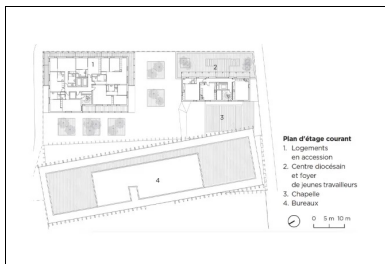 1
2
3
4
Plan d'étage courant
1. Logements
en accession
2. Centre diocésain
et foyer
de jeunes travailleurs
3. Chapelle
4. Bureaux
0 5 m 10 m